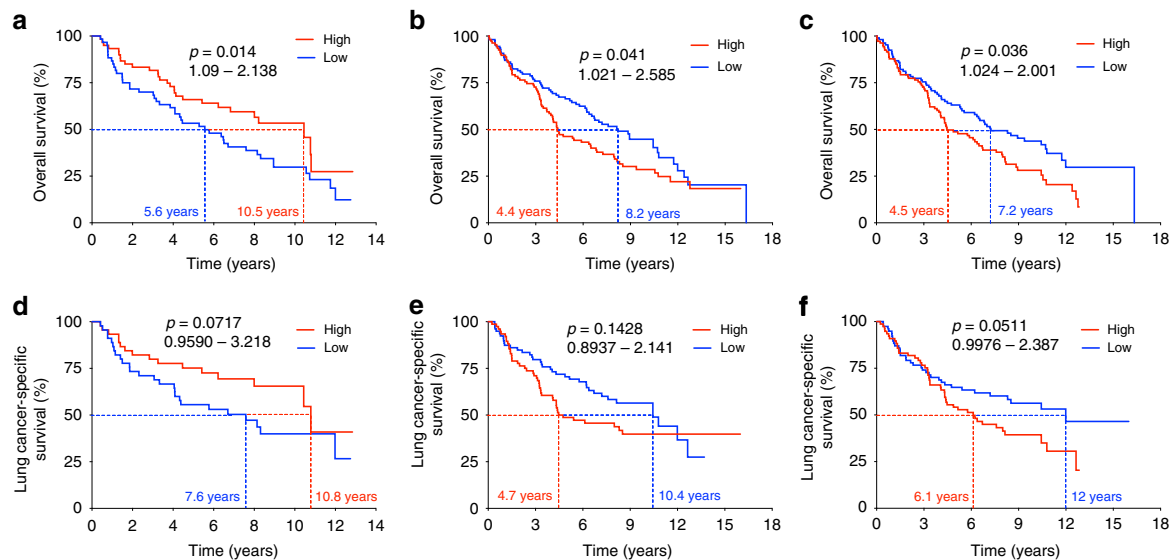 a
p = 0.014
1.09 – 2.138
High
Low
Overall survival (%)
100
75
50
25
0
5.6 years
10.5 years
0 2 4 6 8 10 12 14
Time (years)
b
p = 0.041
1.021 – 2.585
High
Low
Overall survival (%)
100
75
50
25
0
4.4 years
8.2 years
0 3 6 9 12 15 18
Time (years)
c
p = 0.036
1.024 – 2.001
High
Low
Overall survival (%)
100
75
50
25
0
4.5 years
7.2 years
0 3 6 9 12 15 18
Time (years)
d
p = 0.0717
0.9590 – 3.218
High
Low
Lung cancer-specific
survival (%)
100
75
50
25
0
7.6 years
10.8 years
0 2 4 6 8 10 12 14
Time (years)
e
p = 0.1428
0.8937 – 2.141
High
Low
Lung cancer-specific
survival (%)
100
75
50
25
0
4.7 years
10.4 years
0 3 6 9 12 15 18
Time (years)
f
p = 0.0511
0.9976 – 2.387
High
Low
Lung cancer-specific
survival (%)
100
75
50
25
0
6.1 years
12 years
0 3 6 9 12 15 18
Time (years)